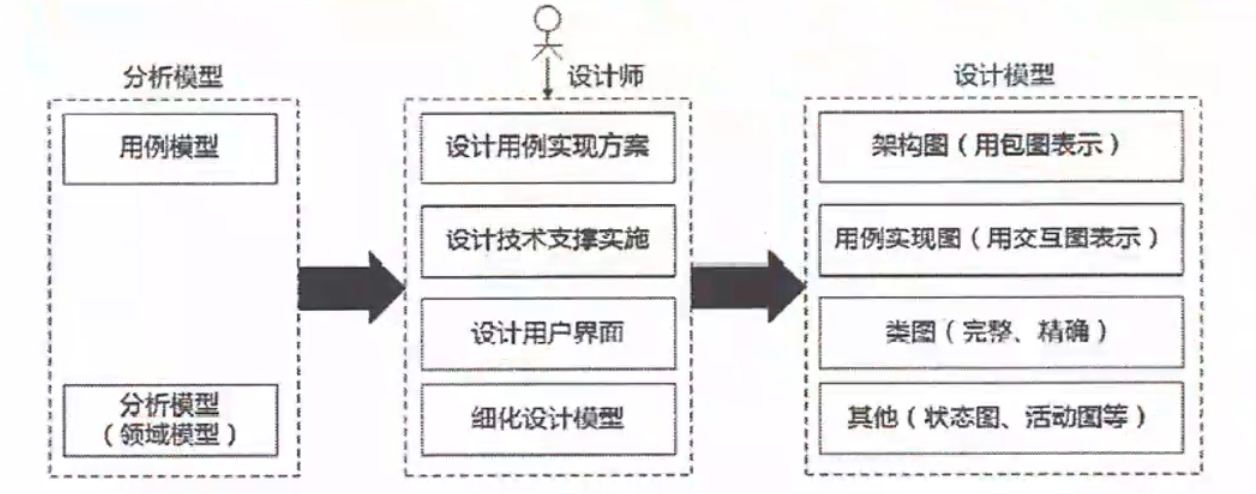 分析模型
用例模型
分析模型
（领域模型）
设计师
设计用例实现方案
设计技术支撑实施
设计用户界面
细化设计模型
设计模型
架构图（用包图表示）
用例实现图（用交互图表示）
类图（完整、精确）
其他（状态图、活动图等）